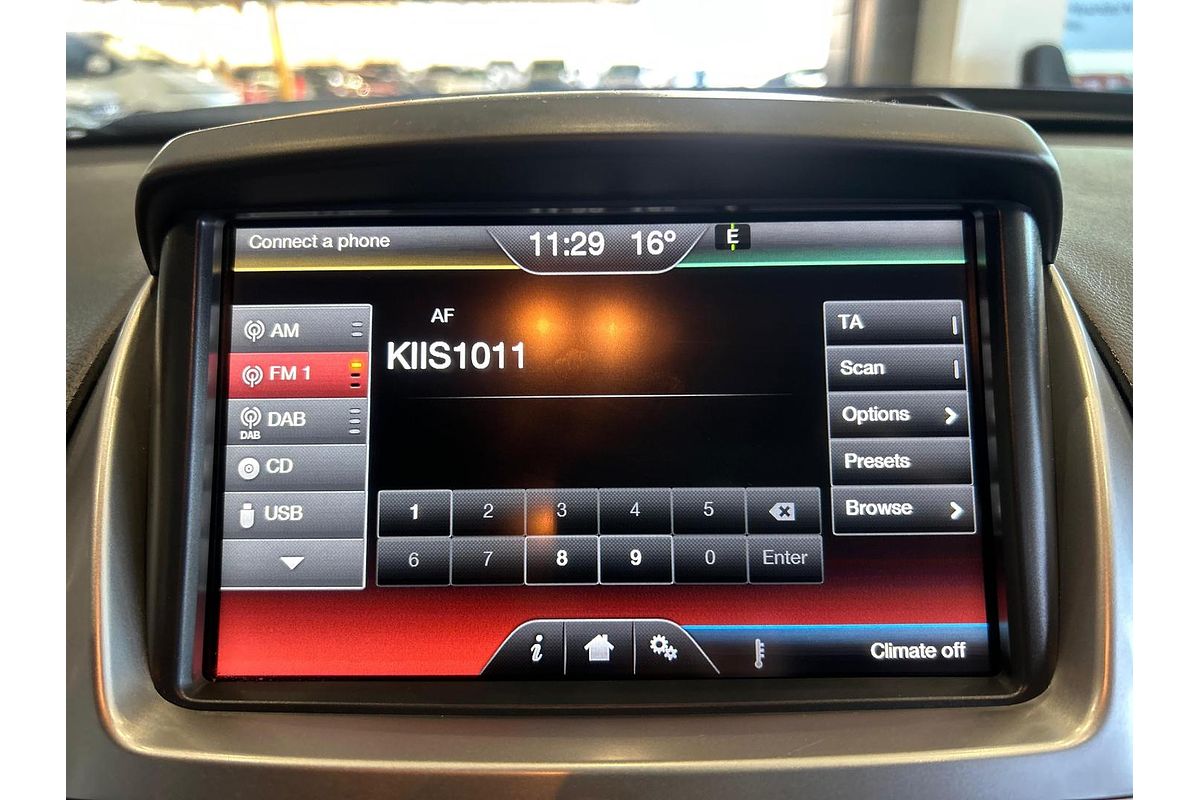 Connect a phone
11:29 16°
E
AM
FM 1
DAB
DAB
CD
USB
AF
KIIS1011
TA
Scan
Options
Presets
Browse
1 2 3 4 5
6 7 8 9 0 Enter
i
Climate off